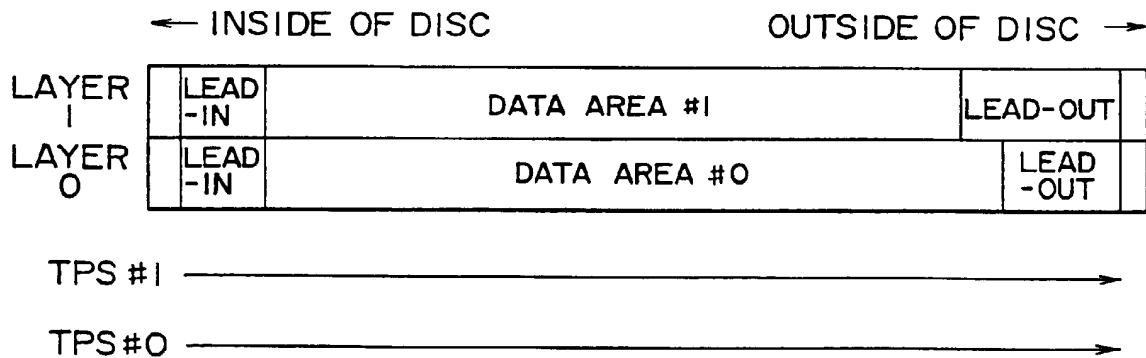 ← INSIDE OF DISC OUTSIDE OF DISC →
LAYER
1
LEAD
-IN
DATA AREA #1
LEAD-OUT
LAYER
0
LEAD
-IN
DATA AREA #0
LEAD
-OUT
TPS #1
TPS#0